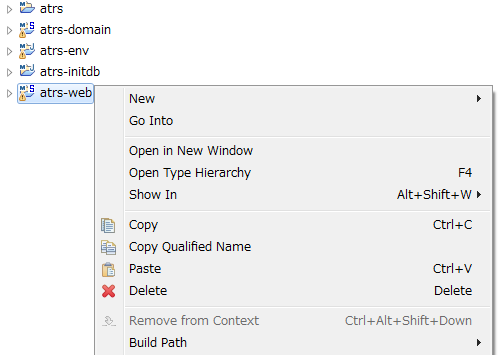 atrs
atrs-domain
atrs-env
atrs-initdb
atrs-web
New
Go Into
Open in New Window
Open Type Hierarchy F4
Show In Alt+Shift+W
Copy Ctrl+C
Copy Qualified Name
Paste Ctrl+V
Delete Delete
Remove from Context Ctrl+Alt+Shift+Down
Build Path